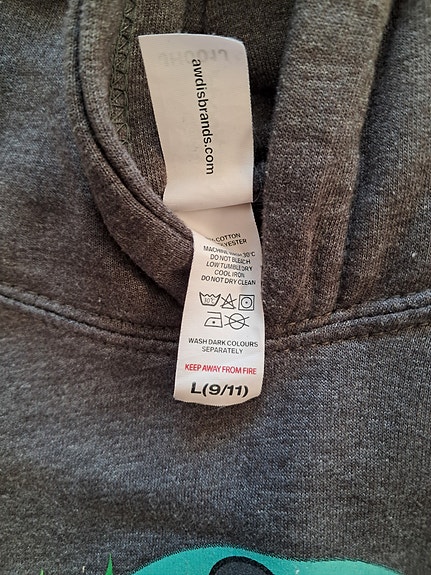 awdisbrands.com
COTTON
MACHINE WASH 30°C
DO NOT BLEACH
LOW TUMBLE DRY
COOL IRON
DO NOT DRY CLEAN
30°C
WASH DARK COLOURS
SEPARATELY
KEEP AWAY FROM FIRE
L(9/11)